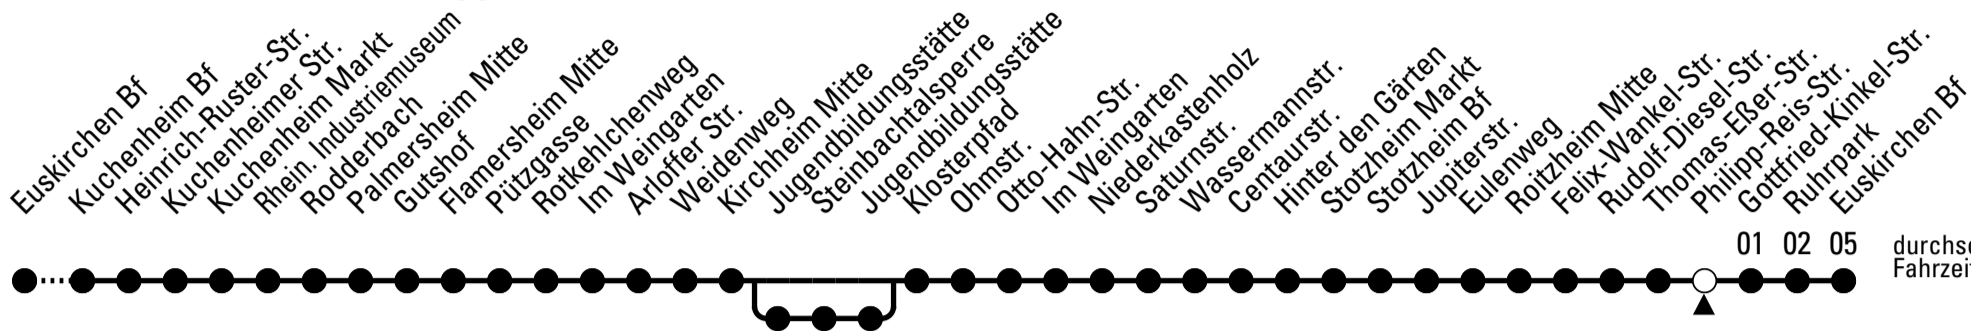 Euskirchen Bf
Kuchenheim Bf
Heinrich-Ruster-Str.
Kuchenheimer Str.
Kuchenheim Markt
Rhein. Industriemuseum
Rodderbach
Palmersheim Mitte
Gutshof
Flamersheim Mitte
Pützgasse
Rotkehlchenweg
Im Weingarten
Arloffer Str.
Weidenweg
Kirchheim Mitte
Jugendbildungsstätte
Steinbachtalsperre
Jugendbildungsstätte
Klosterpfad
Ohmstr.
Otto-Hahn-Str.
Im Weingarten
Niederkastenholz
Saturnstr.
Wassermannstr.
Centaurstr.
Hinter den Gärten
Stotzheim Markt
Stotzheim Bf
Jupiterstr.
Eulenweg
Roitzheim Mitte
Felix-Wankel-Str.
Rudolf-Diesel-Str.
Thomas-Eßer-Str.
Philipp-Reis-Str.
Gottfried-Kinkel-Str.
Ruhrpark
Euskirchen Bf
01 02 05